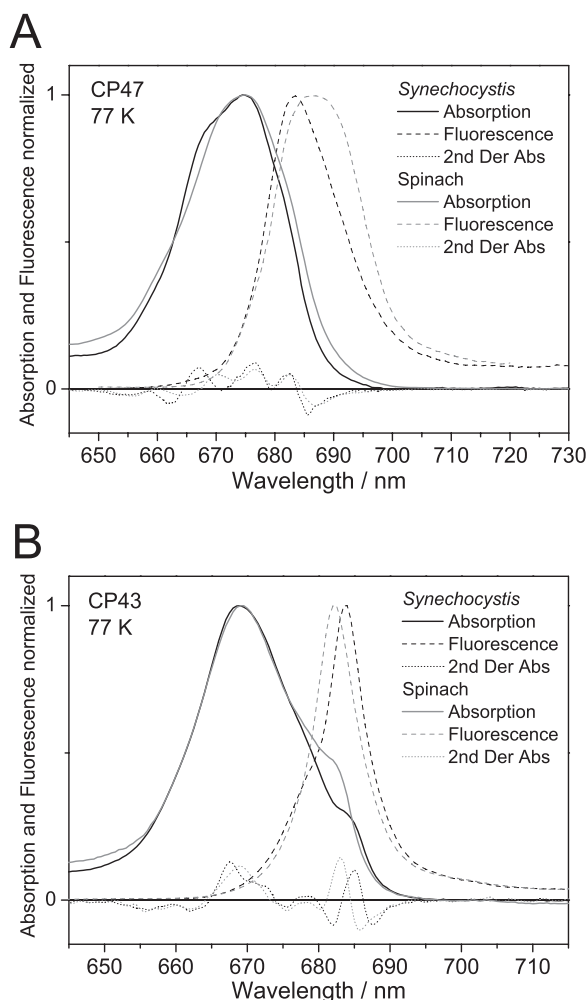 A
Absorption and Fluorescence normalized
1
0
CP47
77 K
Synechocystis
Absorption
Fluorescence
2nd Der Abs
Spinach
Absorption
Fluorescence
2nd Der Abs
650 660 670 680 690 700 710 720 730
Wavelength / nm
B
Absorption and Fluorescence normalized
1
0
CP43
77 K
Synechocystis
Absorption
Fluorescence
2nd Der Abs
Spinach
Absorption
Fluorescence
2nd Der Abs
650 660 670 680 690 700 710
Wavelength / nm